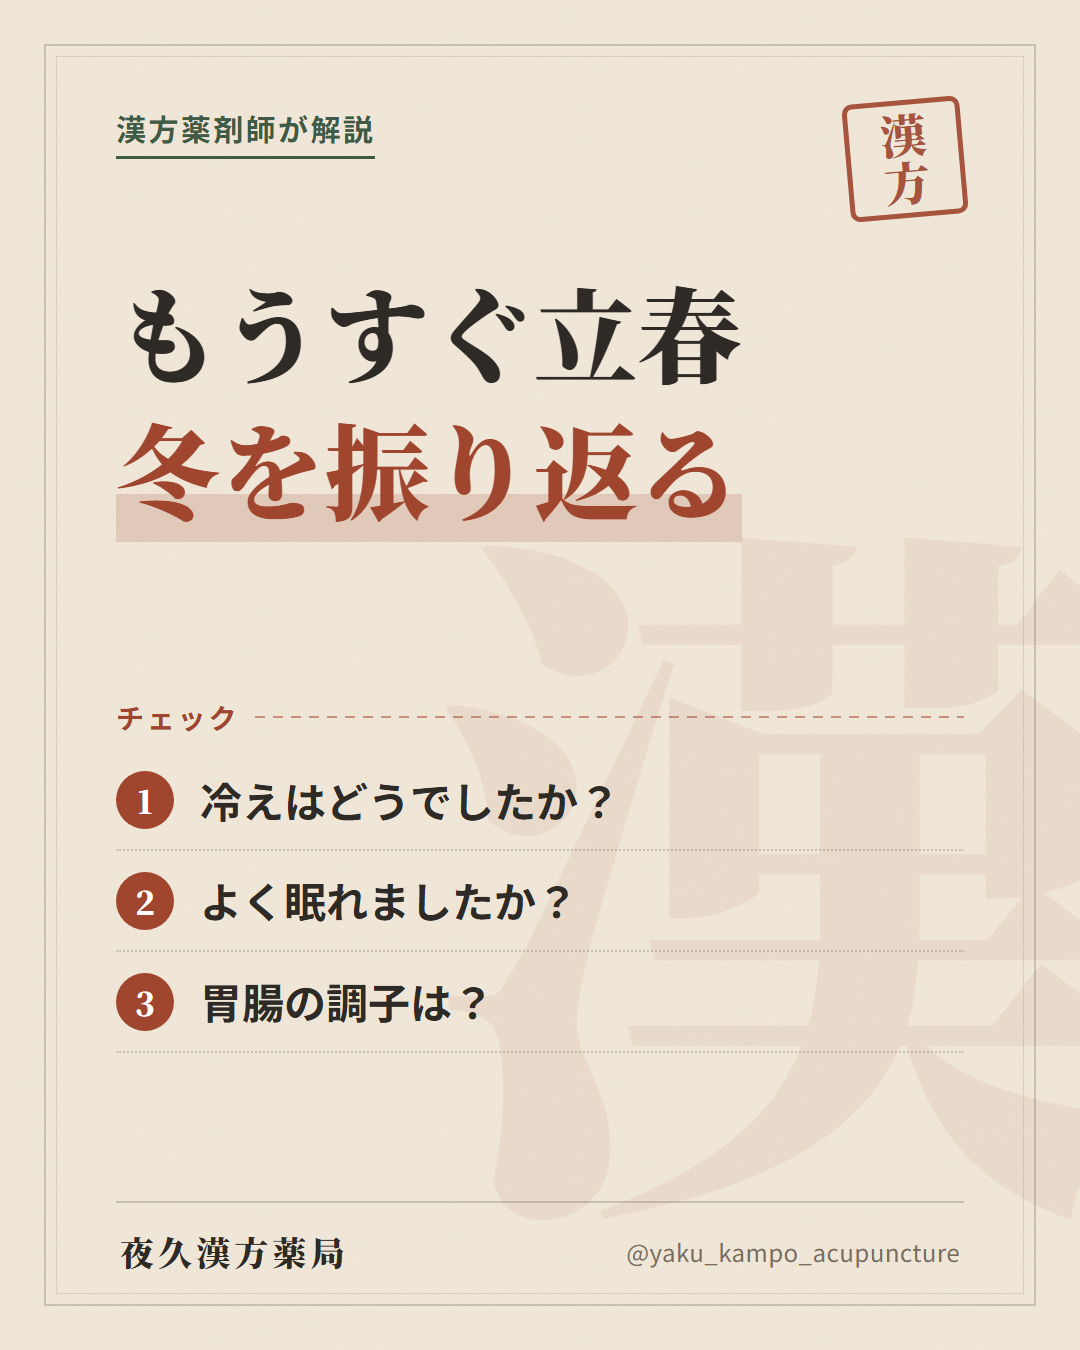 漢方薬剤師が解説
漢方
もうすぐ立春
冬を振り返る
チェック
1 冷えはどうでしたか？
2 よく眠れましたか？
3 胃腸の調子は？
漢
夜久漢方薬局
@yaku_kampo_acupuncture